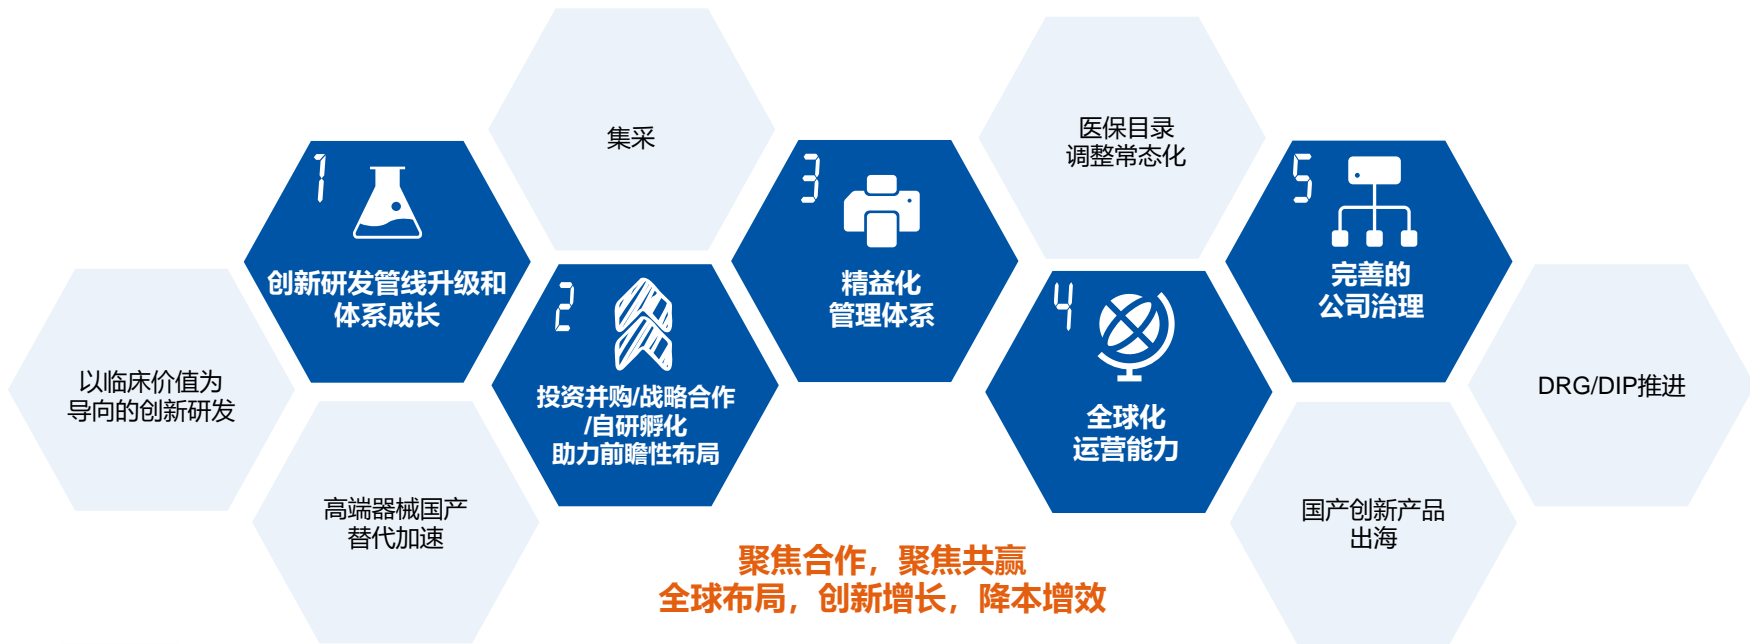 集采
医保目录
调整常态化
1
创新研发管线升级和
体系成长
2
投资并购/战略合作
/自研孵化
助力前瞻性布局
3
精益化
管理体系
4
全球化
运营能力
5
完善的
公司治理
以临床价值为
导向的创新研发
DRG/DIP推进
高端器械国产
替代加速
国产创新产品
出海
聚焦合作，聚焦共赢
全球布局，创新增长，降本增效